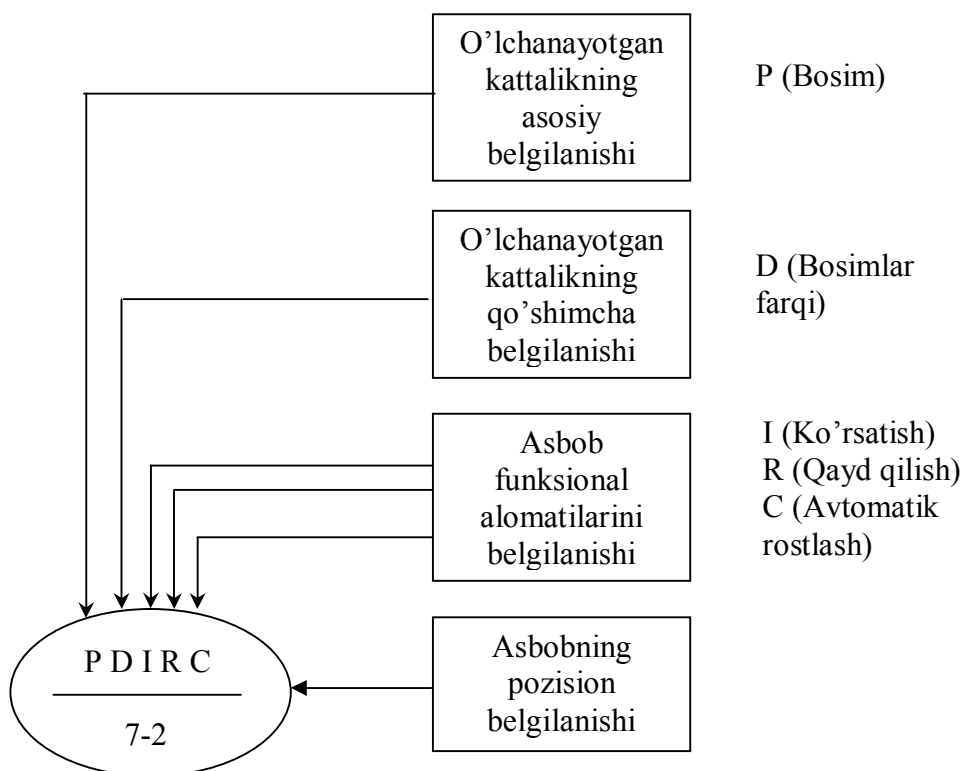 O’lchanayotgan
kattalikning
asosiy
belgilanishi
P (Bosim)
O’lchanayotgan
kattalikning
qo’shimcha
belgilanishi
D (Bosimlar
farqi)
Asbob
funksional
alomatilarini
belgilanishi
I (Ko’rsatish)
R (Qayd qilish)
C (Avtomatik
rostlash)
P D I R C
7-2
Asbobning
pozision
belgilanishi